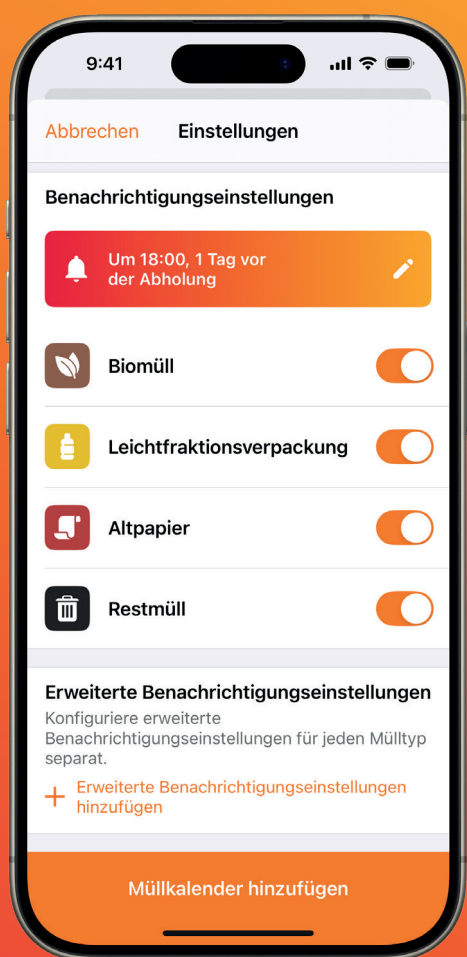 9:41
Abbrechen Einstellungen
Benachrichtigungseinstellungen
Um 18:00, 1 Tag vor
der Abholung
Biomüll
Leichtfraktionsverpackung
Altpapier
Restmüll
Erweiterte Benachrichtigungseinstellungen
Konfiguriere erweiterte
Benachrichtigungseinstellungen für jeden Mülltyp
separat.
Erweiterte Benachrichtigungseinstellungen
hinzufügen
Müllkalender hinzufügen